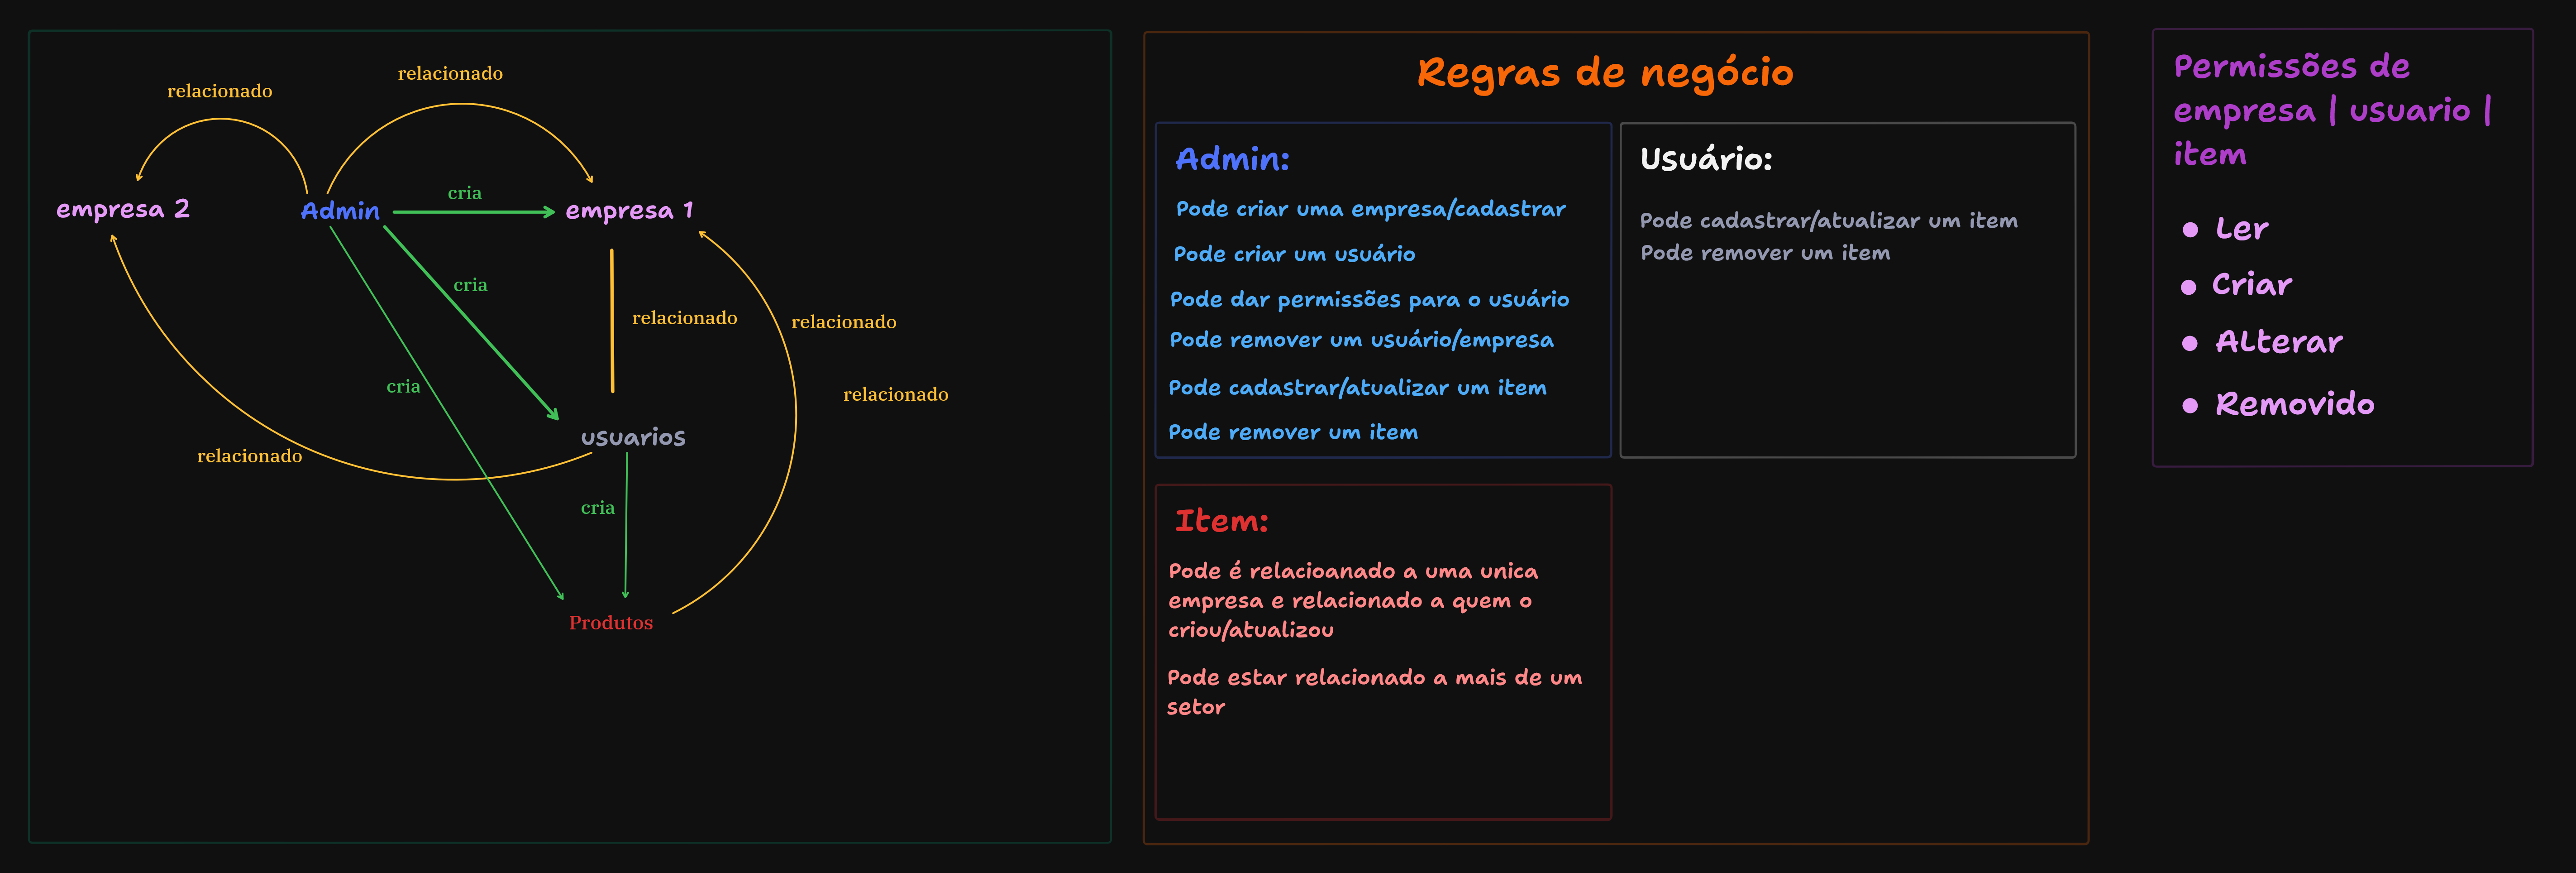 relacionado
relacionado
empresa 2
Admin
cria
empresa 1
cria
relacionado
relacionado
cria
relacionado
usuarios
relacionado
cria
Produtos
Regras de negócio
Admin:
Pode criar uma empresa/cadastrar
Pode criar um usuário
Pode dar permissões para o usuário
Pode remover um usuário/empresa
Pode cadastrar/atualizar um item
Pode remover um item
Usuário:
Pode cadastrar/atualizar um item
Pode remover um item
Item:
Pode é relacioanado a uma unica
empresa e relacionado a quem o
criou/atualizou
Pode estar relacionado a mais de um
setor
Permissões de
empresa | usuario |
item
Ler
Criar
Alterar
Removido